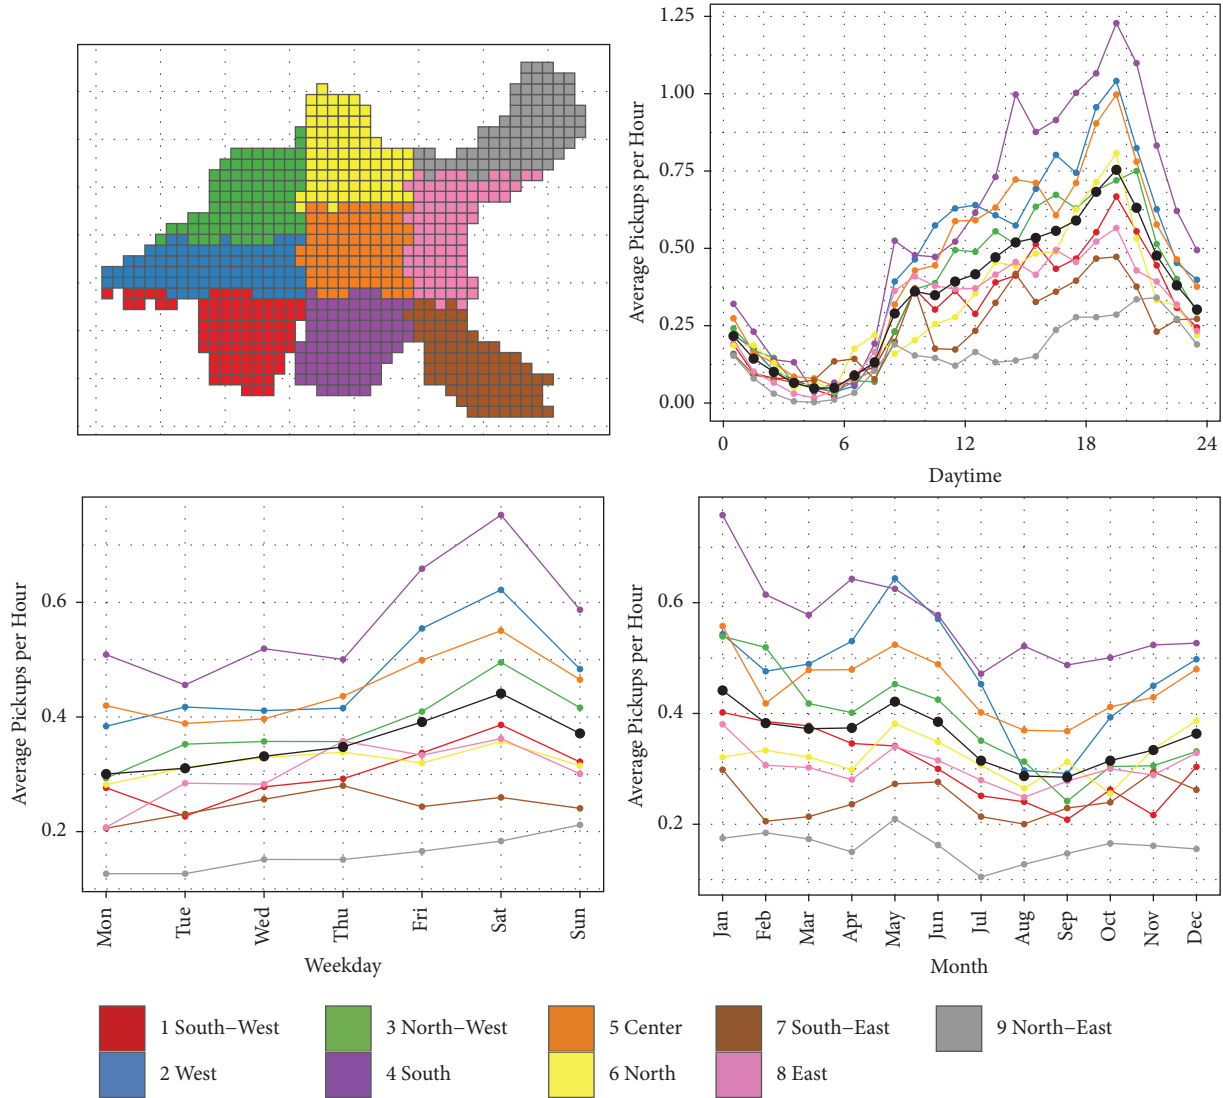 1.25
1.00
0.75
0.50
0.25
0.00
Average Pickups per Hour
0
6
12
18
24
Daytime
0.6
0.4
0.2
Average Pickups per Hour
Mon
Tue
Wed
Thu
Fri
Sat
Sun
Weekday
0.6
0.4
0.2
Average Pickups per Hour
Jan
Feb
Mar
Apr
May
Jun
Jul
Aug
Sep
Oct
Nov
Dec
Month
1 South−West
3 North−West
5 Center
7 South−East
9 North−East
2 West
4 South
6 North
8 East